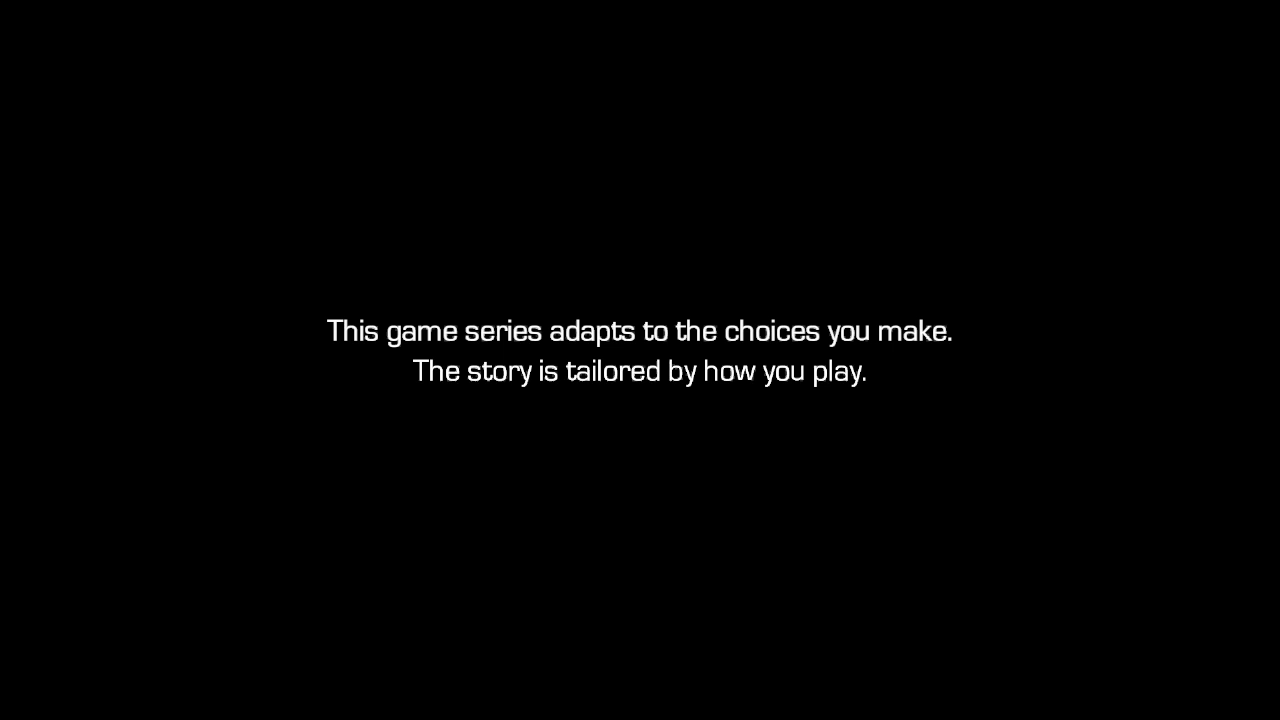 This game series adapts to the choices you make.
The story is tailored by how you play.